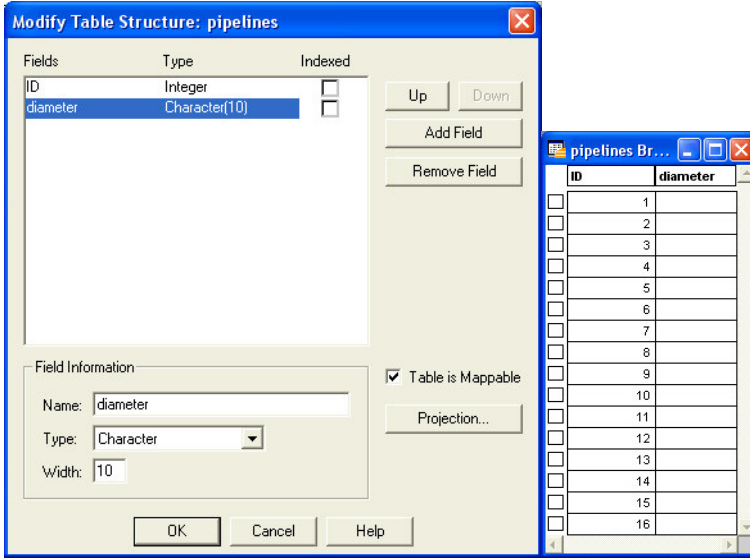 Modify Table Structure: pipelines
Fields Type Indexed
ID Integer
diameter Character(10)
Up Down
Add Field
Remove Field
Field Information
Name: diameter
Type: Character
Width: 10
Table is Mappable
Projection...
OK Cancel Help
pipelines Br...
ID diameter
1
2
3
4
5
6
7
8
9
10
11
12
13
14
15
16